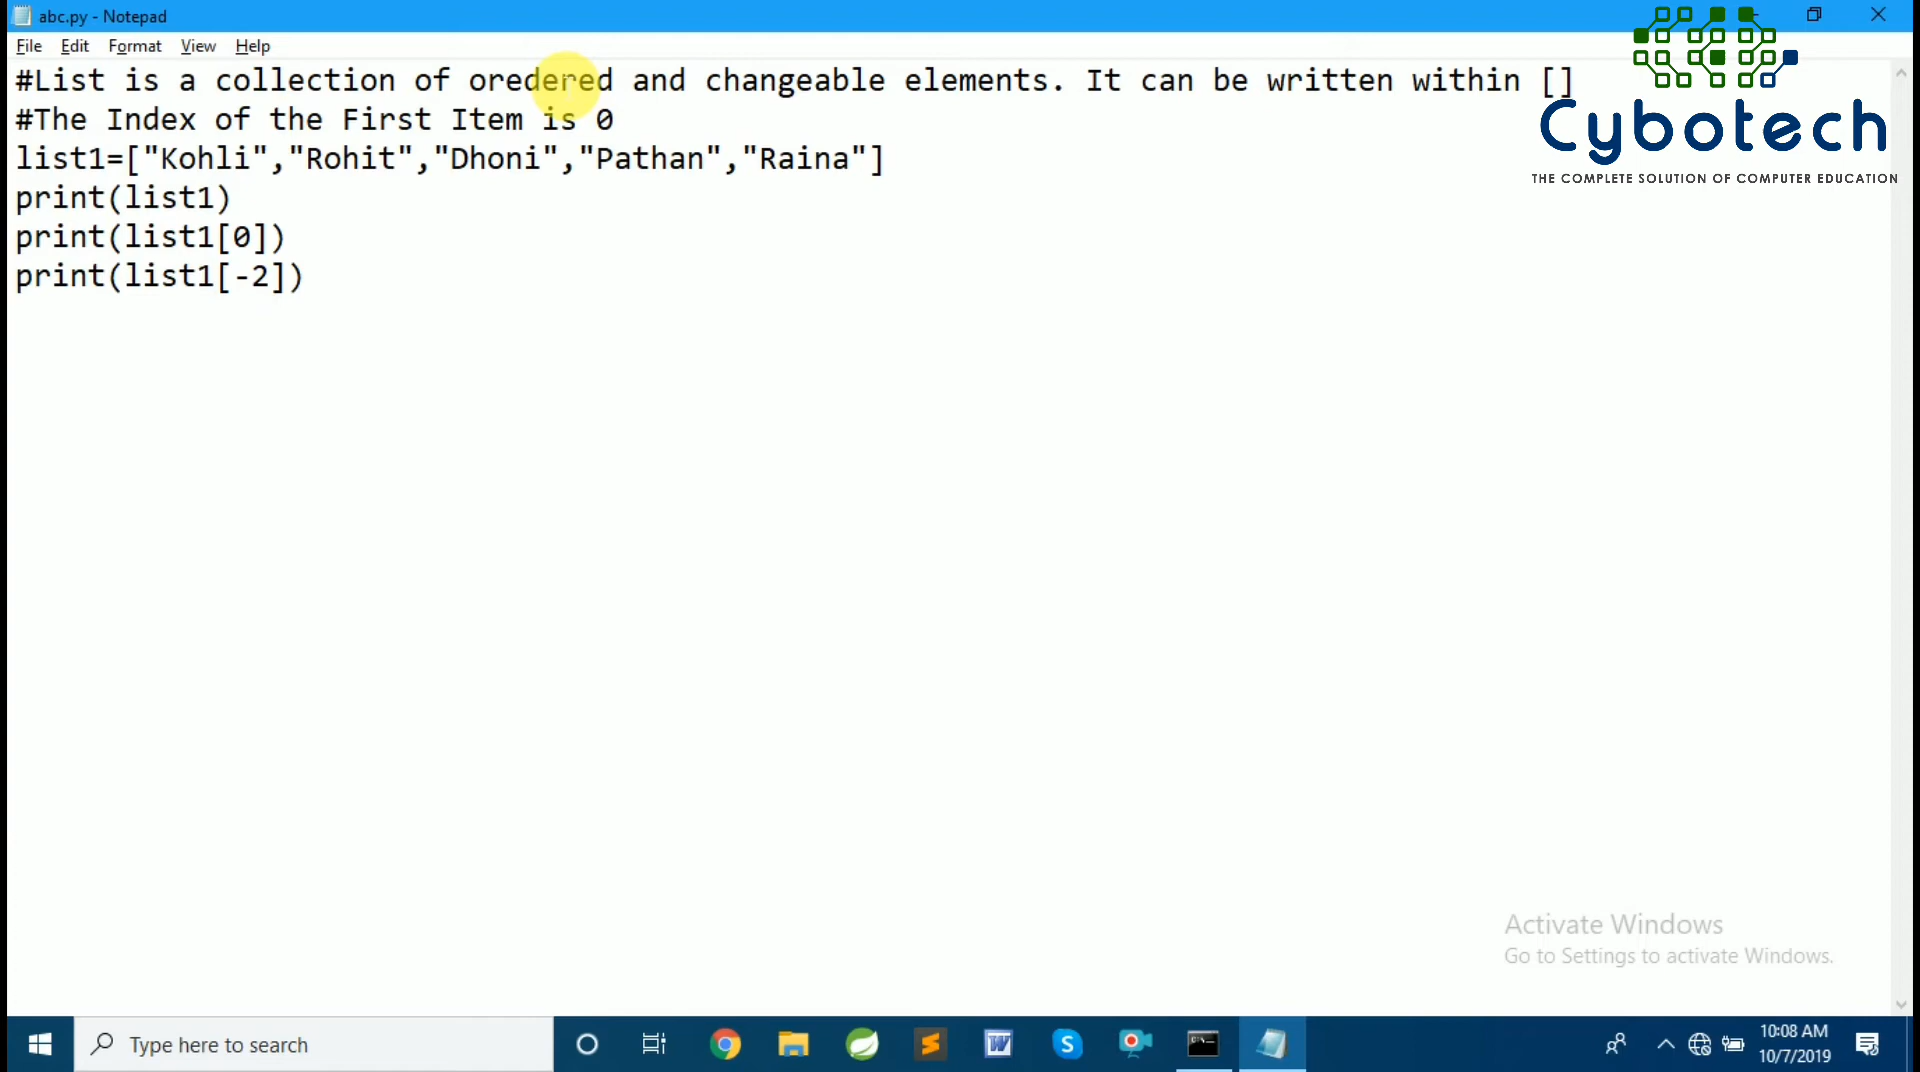 abc.py - Notepad
File Edit Format View Help
#List is a collection of oredered and changeable elements. It can be written within []
#The Index of the First Item is 0
list1=["Kohli","Rohit","Dhoni","Pathan","Raina"]
print(list1)
print(list1[0])
print(list1[-2])
Cybotech
THE COMPLETE SOLUTION OF COMPUTER EDUCATION
Activate Windows
Go to Settings to activate Windows.
Type here to search
10:08 AM
10/7/2019